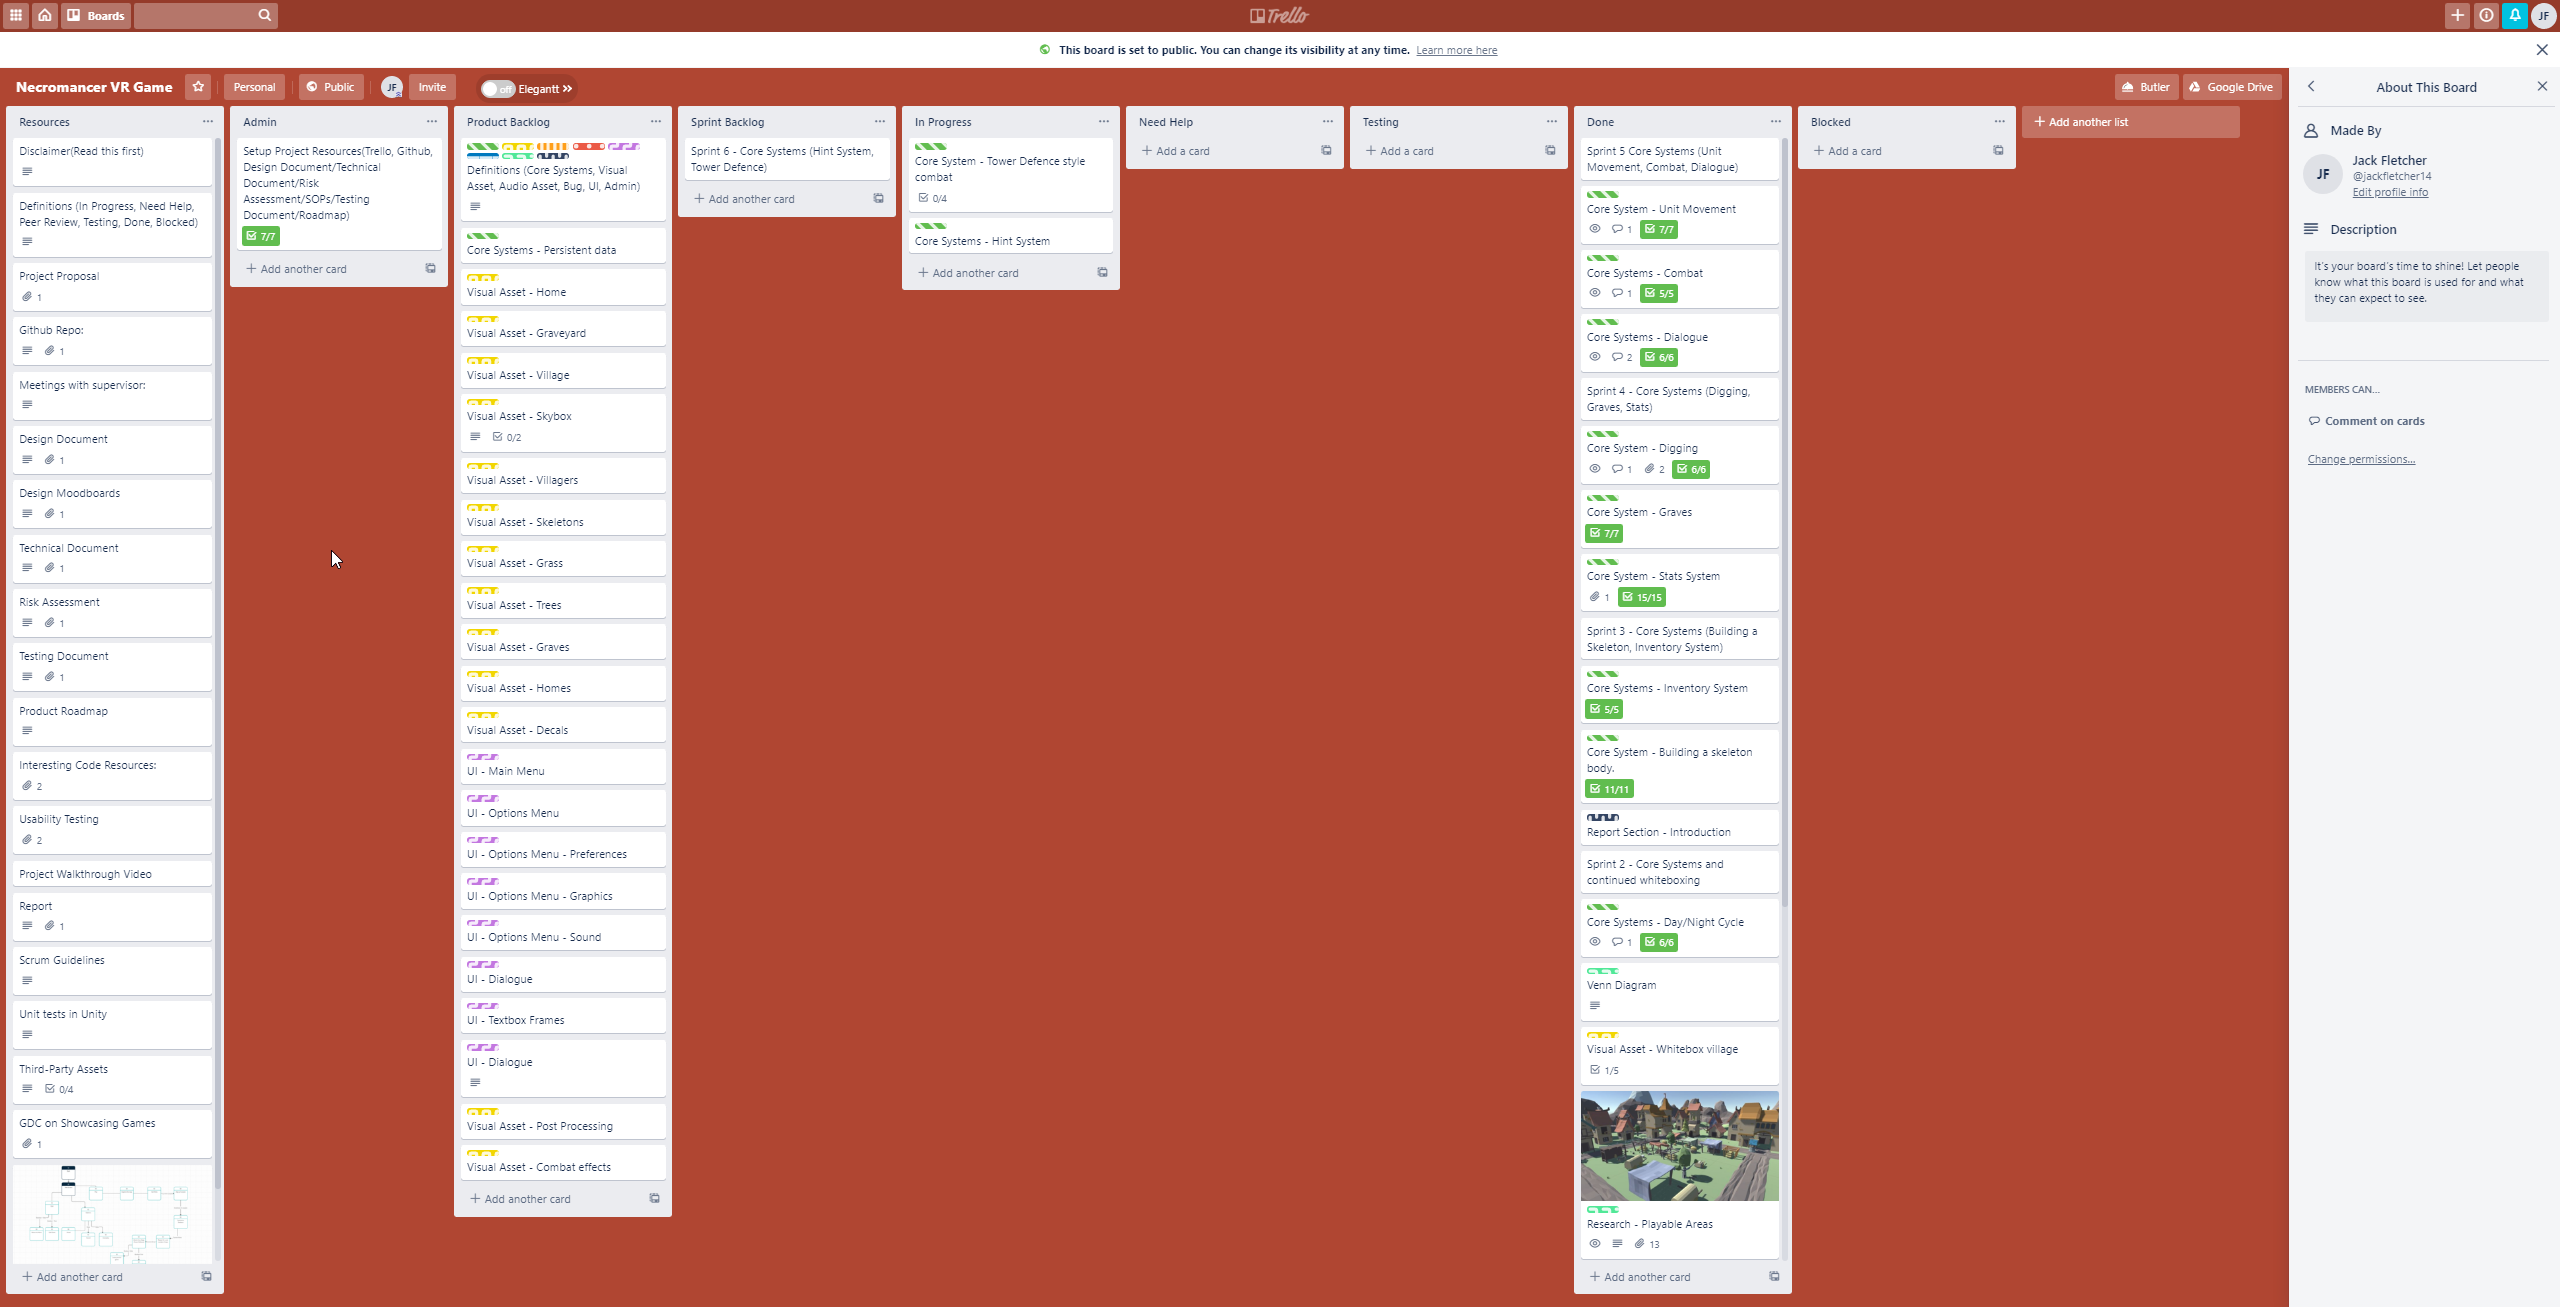 Boards
Trello
JF
This board is set to public. You can change its visibility at any time. Learn more here
Necromancer VR Game
Personal
Public
JF
Invite
off
Elegantt
Butler
Google Drive
Resources
Disclaimer(Read this first)
Definitions (In Progress, Need Help,
Peer Review, Testing, Done, Blocked)
Project Proposal
1
Github Repo:
1
Meetings with supervisor:
Design Document
1
Design Moodboards
1
Technical Document
1
Risk Assessment
1
Testing Document
1
Product Roadmap
Interesting Code Resources:
2
Usability Testing
2
Project Walkthrough Video
Report
1
Scrum Guidelines
Unit tests in Unity
Third-Party Assets
0/4
GDC on Showcasing Games
1
+ Add another card
Admin
Setup Project Resources(Trello, Github,
Design Document/Technical
Document/Risk
Assessment/SOPs/Testing
Document/Roadmap)
7/7
+ Add another card
Product Backlog
Definitions (Core Systems, Visual
Asset, Audio Asset, Bug, UI, Admin)
Core Systems - Persistent data
Visual Asset - Home
Visual Asset - Graveyard
Visual Asset - Village
Visual Asset - Skybox
0/2
Visual Asset - Villagers
Visual Asset - Skeletons
Visual Asset - Grass
Visual Asset - Trees
Visual Asset - Graves
Visual Asset - Homes
Visual Asset - Decals
UI - Main Menu
UI - Options Menu
UI - Options Menu - Preferences
UI - Options Menu - Graphics
UI - Options Menu - Sound
UI - Dialogue
UI - Textbox Frames
UI - Dialogue
Visual Asset - Post Processing
Visual Asset - Combat effects
+ Add another card
Sprint Backlog
Sprint 6 - Core Systems (Hint System,
Tower Defence)
+ Add another card
In Progress
Core System - Tower Defence style
combat
0/4
Core Systems - Hint System
+ Add another card
Need Help
+ Add a card
Testing
+ Add a card
Done
Sprint 5 Core Systems (Unit
Movement, Combat, Dialogue)
Core System - Unit Movement
1 7/7
Core Systems - Combat
1 5/5
Core Systems - Dialogue
2 6/6
Sprint 4 - Core Systems (Digging,
Graves, Stats)
Core System - Digging
1 2 6/6
Core System - Graves
7/7
Core System - Stats System
1 15/15
Sprint 3 - Core Systems (Building a
Skeleton, Inventory System)
Core Systems - Inventory System
5/5
Core System - Building a skeleton
body.
11/11
Report Section - Introduction
Sprint 2 - Core Systems and
continued whiteboxing
Core Systems - Day/Night Cycle
1 6/6
Venn Diagram
Visual Asset - Whitebox village
1/5
Research - Playable Areas
13
+ Add another card
Blocked
+ Add a card
+ Add another list
About This Board
Made By
JF
Jack Fletcher
@jackfletcher14
Edit profile info
Description
It's your board's time to shine! Let people
know what this board is used for and what
they can expect to see.
MEMBERS CAN...
Comment on cards
Change permissions...